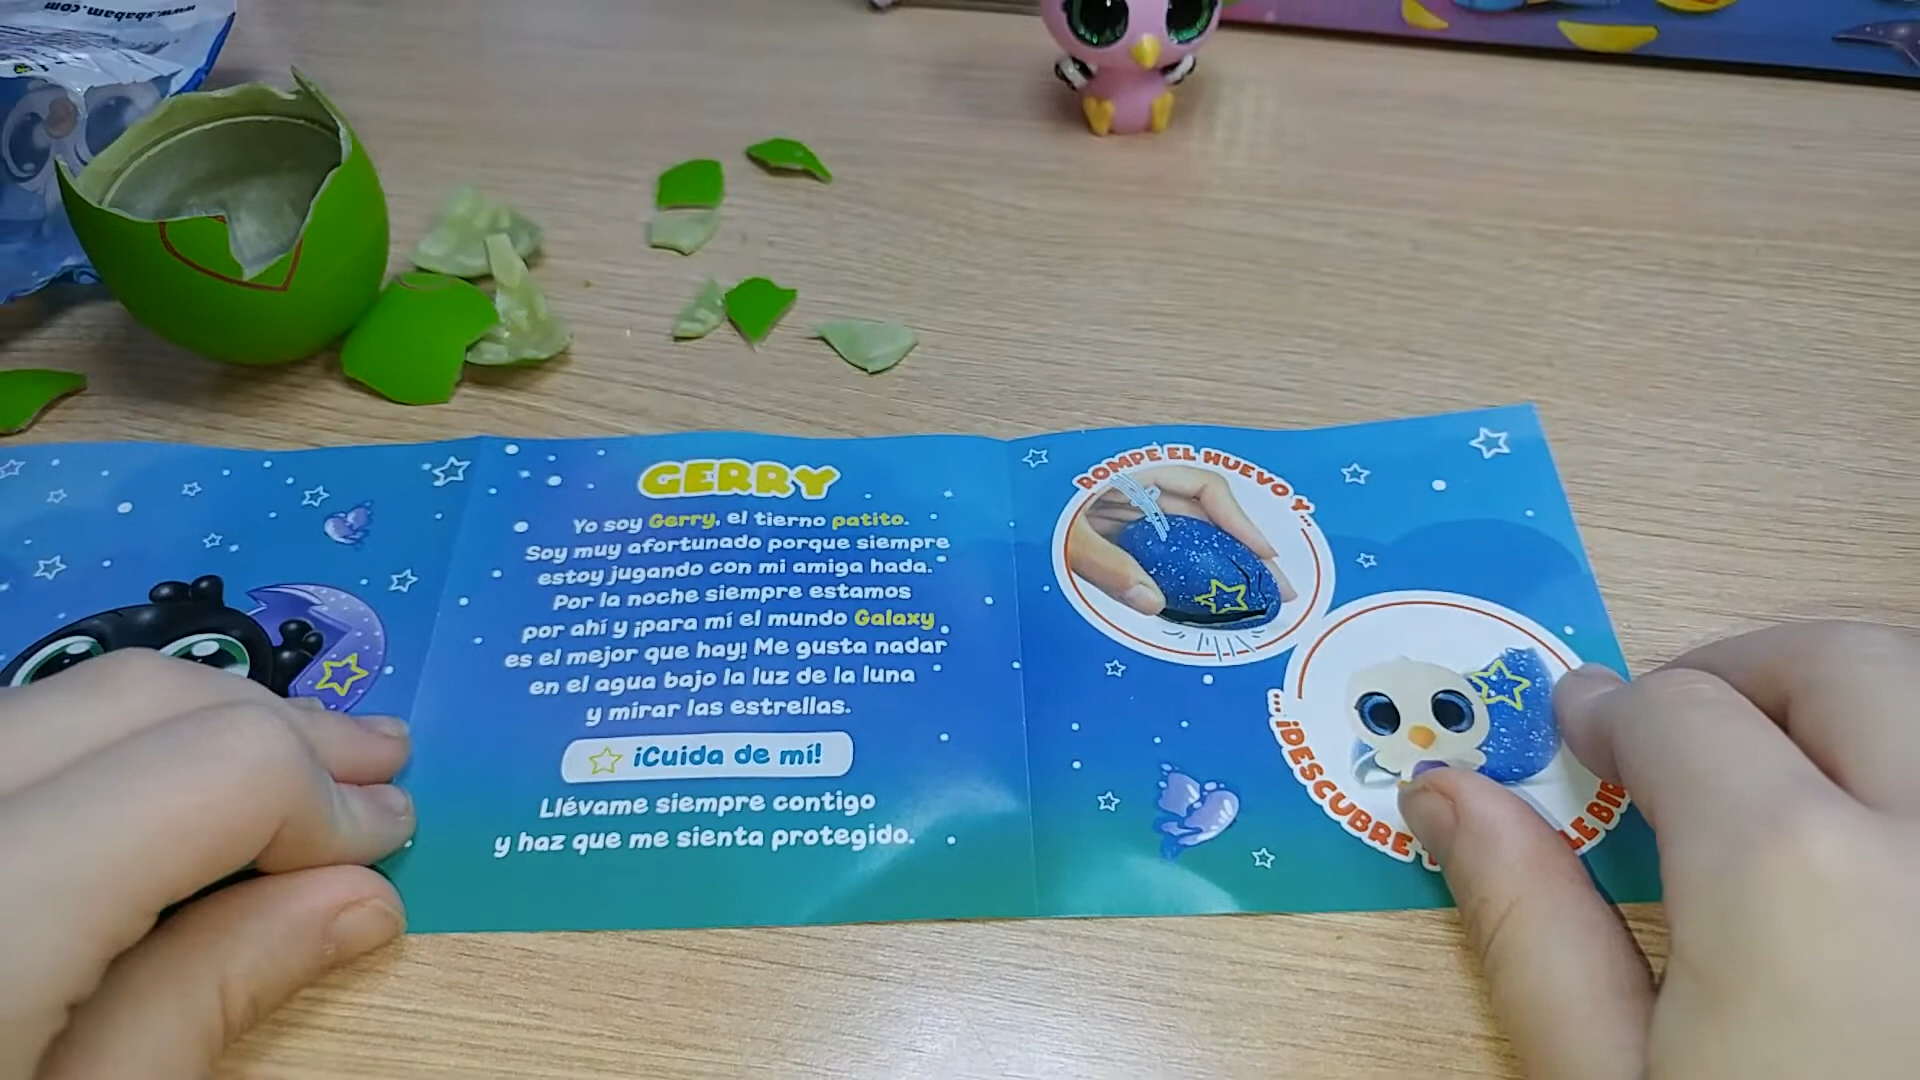 www.sbabam.com
GERRY
Yo soy Gerry, el tierno patito.
Soy muy afortunado porque siempre
estoy jugando con mi amiga hada.
Por la noche siempre estamos
por ahí y ¡para mí el mundo Galaxy
es el mejor que hay! Me gusta nadar
en el agua bajo la luz de la luna
y mirar las estrellas.
¡Cuida de mí!
Llévame siempre contigo
y haz que me sienta protegido.
ROMPE EL HUEVO Y...
...¡DESCUBRE